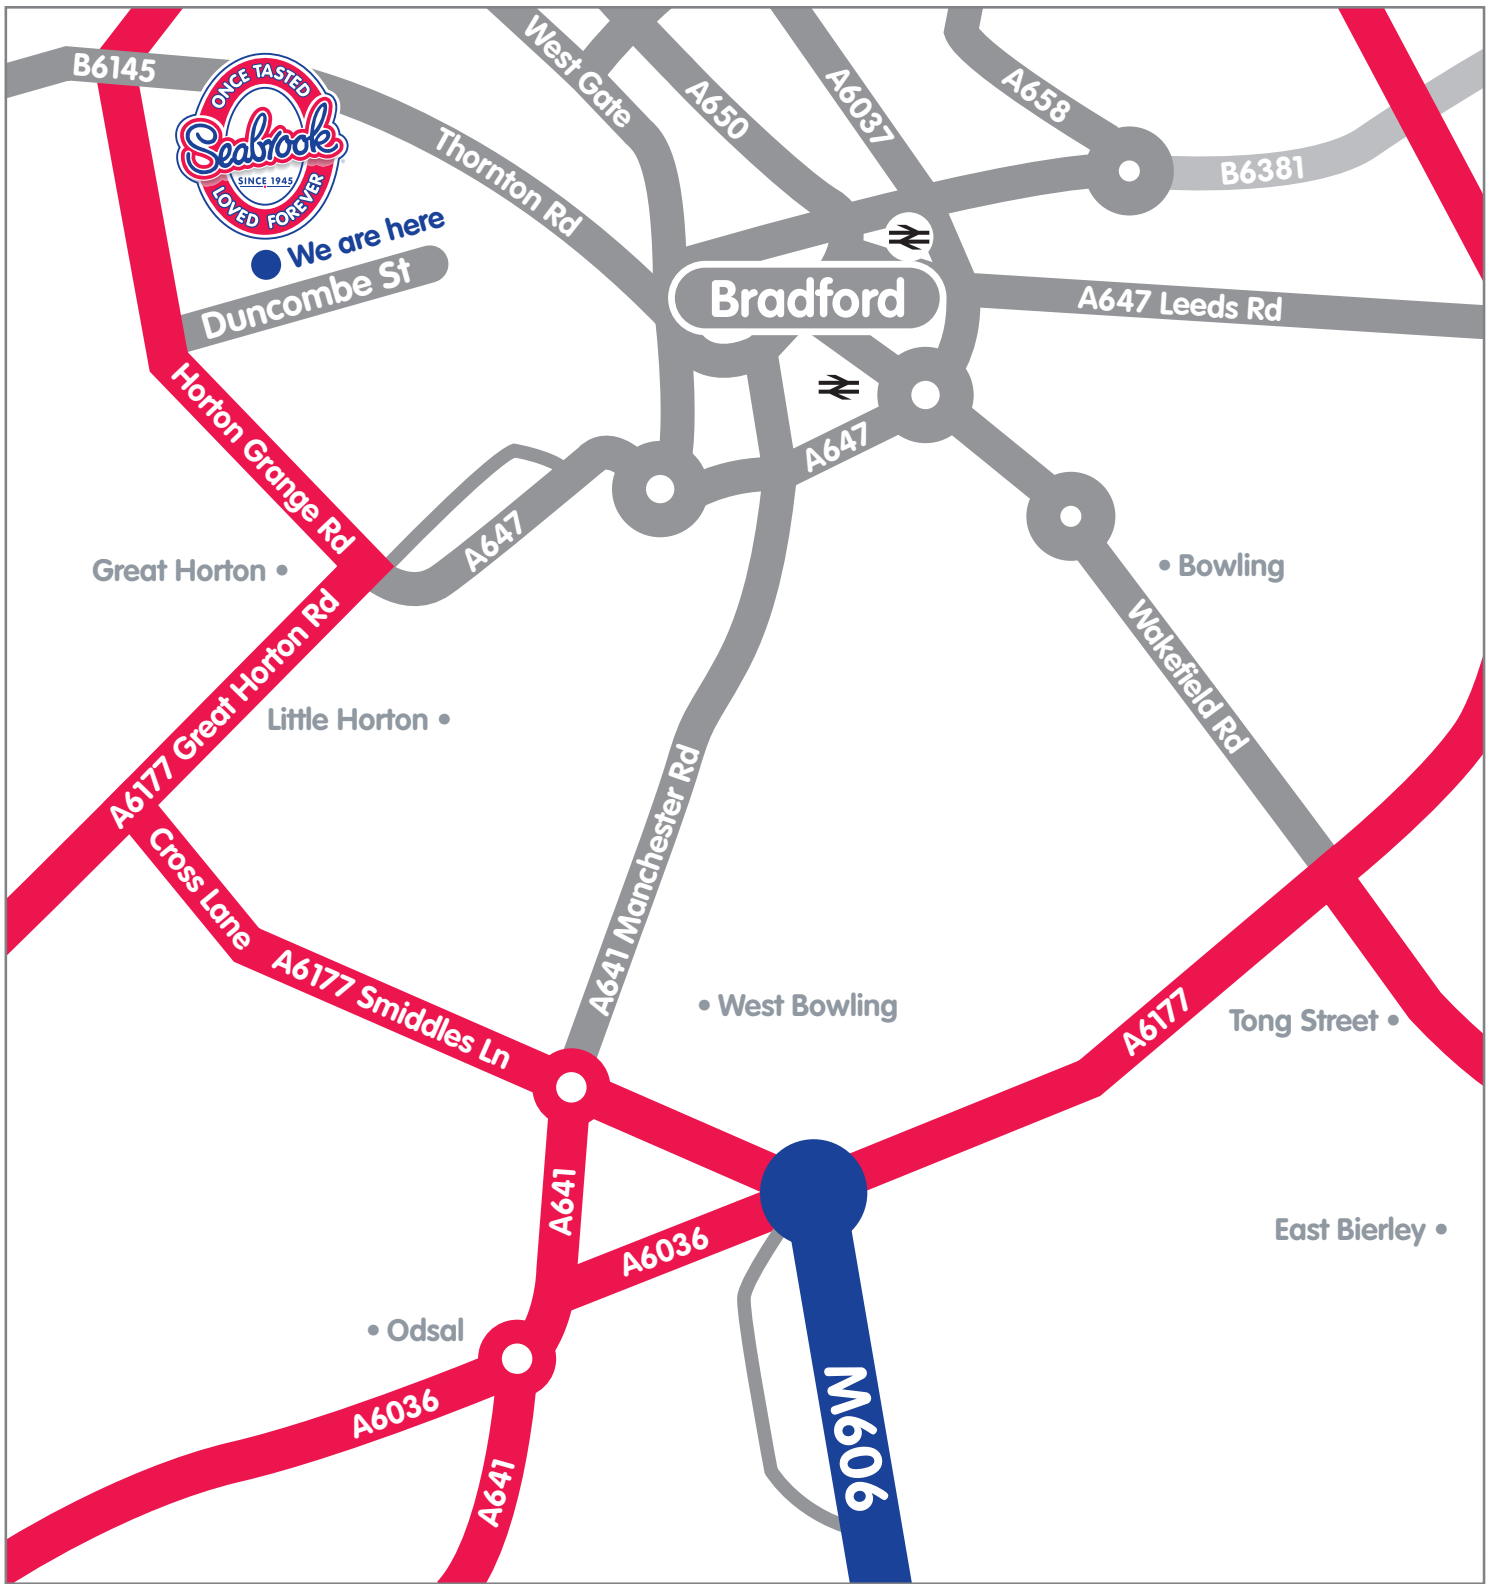 B6145
ONCE TASTED
Seabrook
SINCE 1945
LOVED FOREVER
We are here
Duncombe St
Thornton Rd
West Gate
A650
A6037
A658
B6381
Bradford
A647 Leeds Rd
A647
A647
Horton Grange Rd
Great Horton
Bowling
Wakefield Rd
A6177 Great Horton Rd
Little Horton
A641 Manchester Rd
Cross Lane
A6177 Smiddles Ln
West Bowling
A6177
Tong Street
A641
A6036
East Bierley
Odsal
A6036
A641
M606